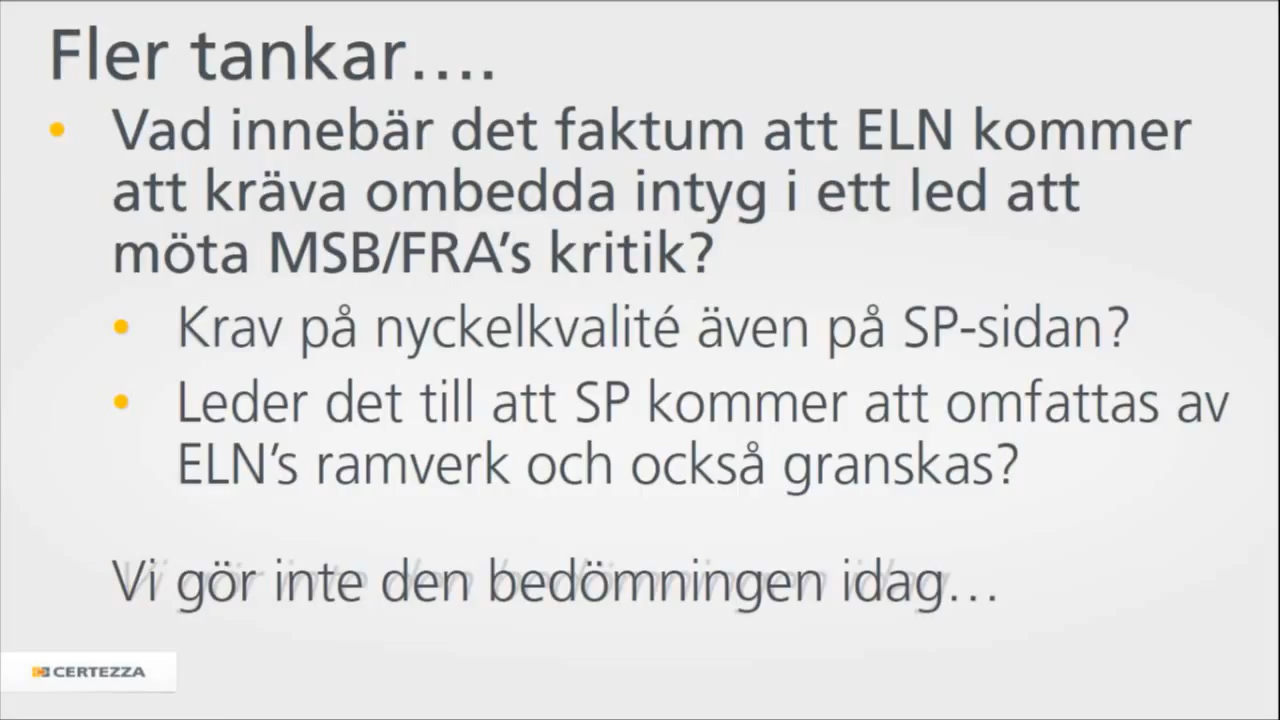 Fler tankar....
• Vad innebär det faktum att ELN kommer
att kräva ombedda intyg i ett led att
möta MSB/FRA’s kritik?
• Krav på nyckelkvalité även på SP-sidan?
• Leder det till att SP kommer att omfattas av
ELN’s ramverk och också granskas?
Vi gör inte den bedömningen idag...
CERTEZZA